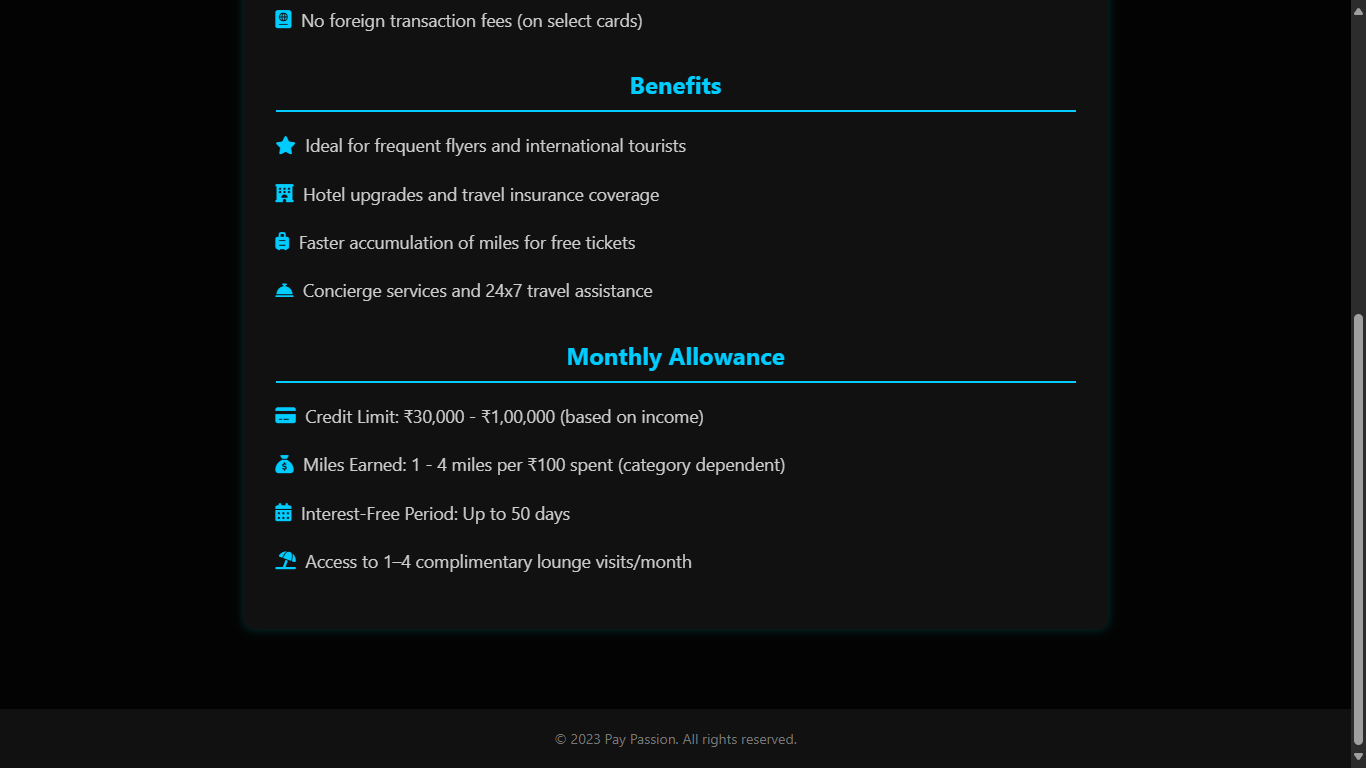 No foreign transaction fees (on select cards)
Benefits
Ideal for frequent flyers and international tourists
Hotel upgrades and travel insurance coverage
Faster accumulation of miles for free tickets
Concierge services and 24x7 travel assistance
Monthly Allowance
Credit Limit: ₹30,000 - ₹1,00,000 (based on income)
Miles Earned: 1 - 4 miles per ₹100 spent (category dependent)
Interest-Free Period: Up to 50 days
Access to 1–4 complimentary lounge visits/month
© 2023 Pay Passion. All rights reserved.